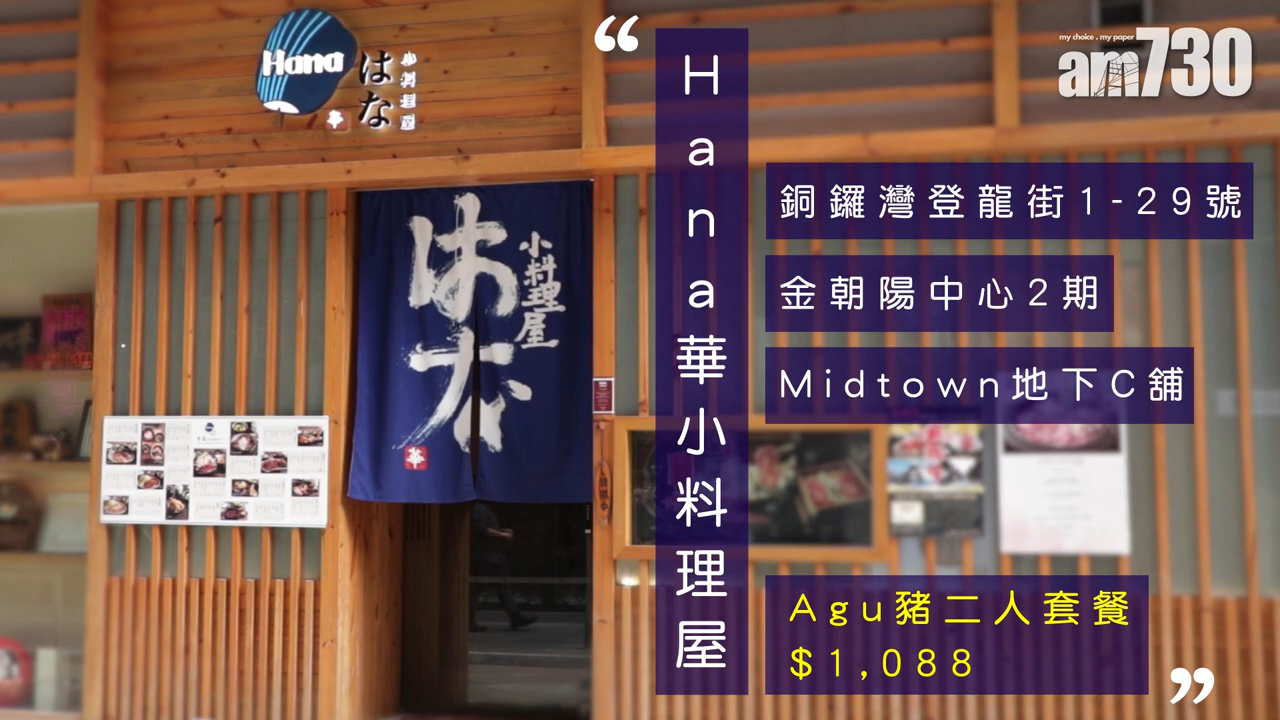 Hana
はな
小料理屋
華
はな
小料理屋
華
“
Hana華小料理屋
my choice . my paper
am730
銅鑼灣登龍街1-29號
金朝陽中心2期
Midtown地下C舖
Agu豬二人套餐
$1,088
”